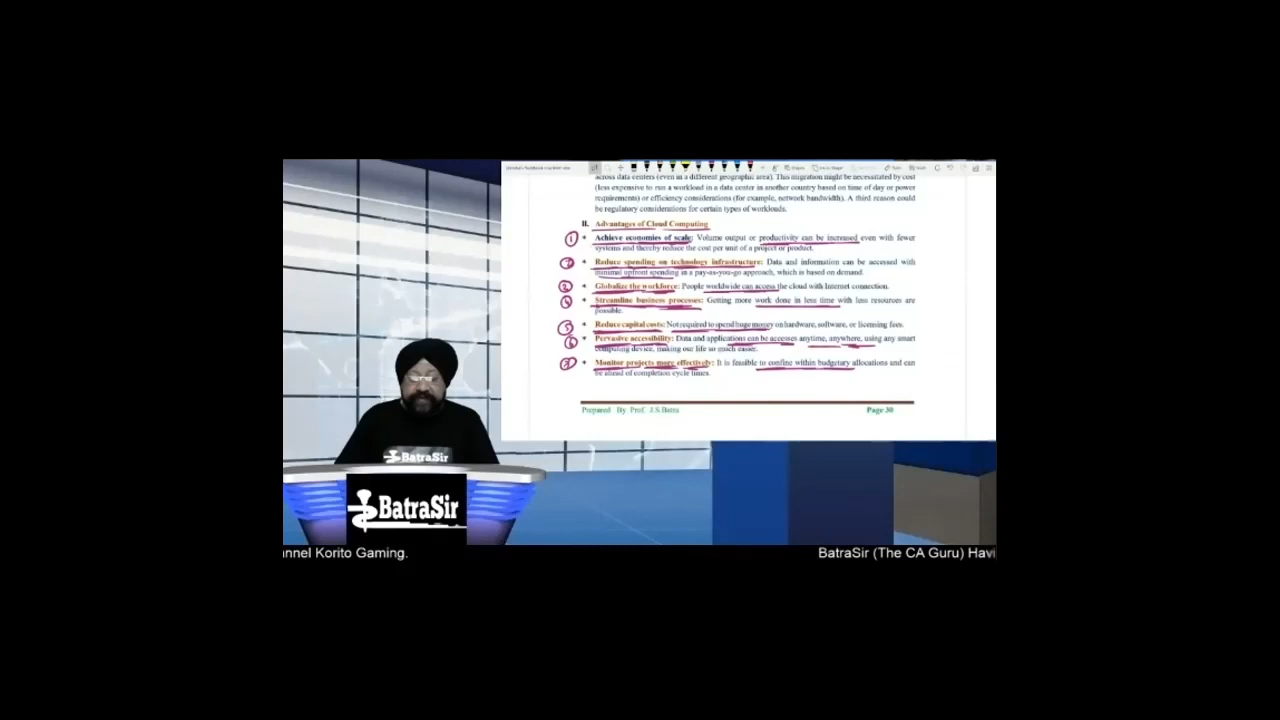 across data centers (even in a different geographic area). This migration might be necessitated by cost
(less expensive to run a workload in a data center in another country based on time of day or power
requirements) or efficiency considerations (for example, network bandwidth). A third reason could
be regulatory considerations for certain types of workloads.
II. Advantages of Cloud Computing
Achieve economies of scale: Volume output or productivity can be increased even with fewer
systems and thereby reduce the cost per unit of a project or product.
Reduce spending on technology infrastructure: Data and information can be accessed with
minimal upfront spending in a pay-as-you-go approach, which is based on demand.
Globalize the workforce: People worldwide can access the cloud with Internet connection.
Streamline business processes: Getting more work done in less time with less resources are
possible.
Reduce capital costs: Not required to spend huge money on hardware, software, or licensing fees.
Pervasive accessibility: Data and applications can be accesses anytime, anywhere, using any smart
computing device, making our life so much easier.
Monitor projects more effectively: It is feasible to confine within budgetary allocations and can
be ahead of completion cycle times.
Prepared By Prof. J.S.Batra Page 30
BatraSir
BatraSir
annel Korito Gaming. BatraSir (The CA Guru) Havi